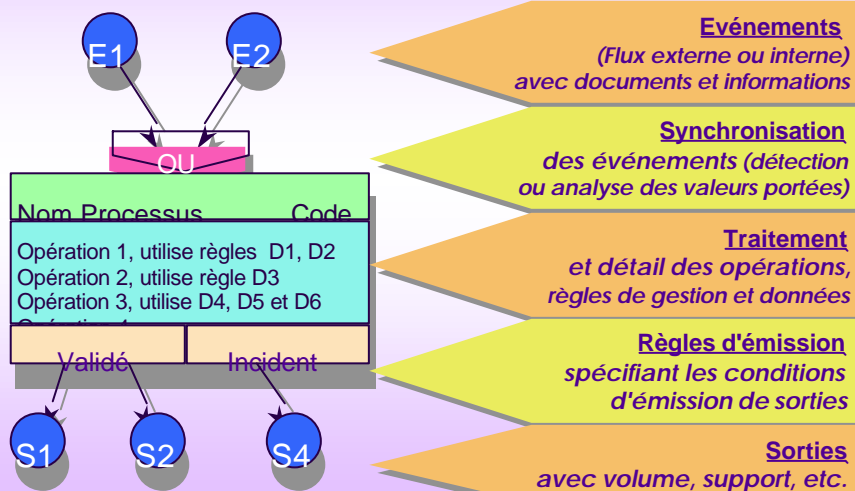 E1
E2
OU
Nom Processus Code
Opération 1, utilise règles D1, D2
Opération 2, utilise règle D3
Opération 3, utilise D4, D5 et D6
Validé
Incident
S1
S2
S4
Evénements
(Flux externe ou interne)
avec documents et informations
Synchronisation
des événements (détection
ou analyse des valeurs portées)
Traitement
et détail des opérations,
règles de gestion et données
Règles d'émission
spécifiant les conditions
d'émission de sorties
Sorties
avec volume, support, etc.